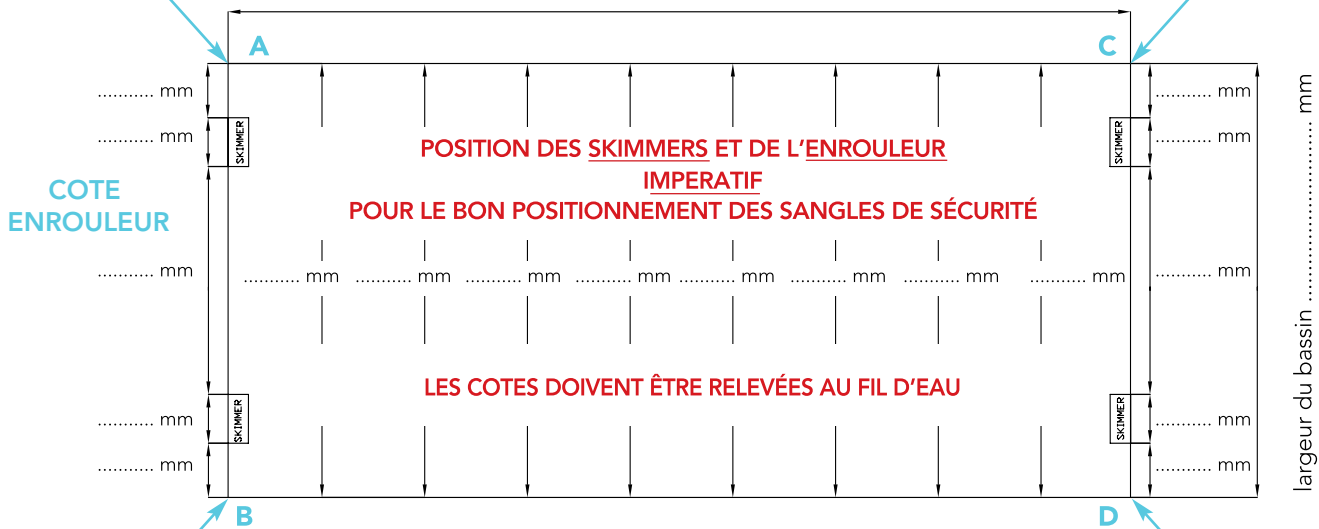 A
C
........... mm
........... mm
........... mm
........... mm
SKIMMER
SKIMMER
POSITION DES SKIMMERS ET DE L'ENROULEUR
IMPERATIF
POUR LE BON POSITIONNEMENT DES SANGLES DE SÉCURITÉ
COTE
ENROULEUR
........... mm
........... mm ........... mm ........... mm ........... mm ........... mm ........... mm ........... mm ........... mm
........... mm
LES COTES DOIVENT ÊTRE RELEVÉES AU FIL D'EAU
SKIMMER
SKIMMER
........... mm
........... mm
........... mm
........... mm
B
D
largeur du bassin ................................... mm